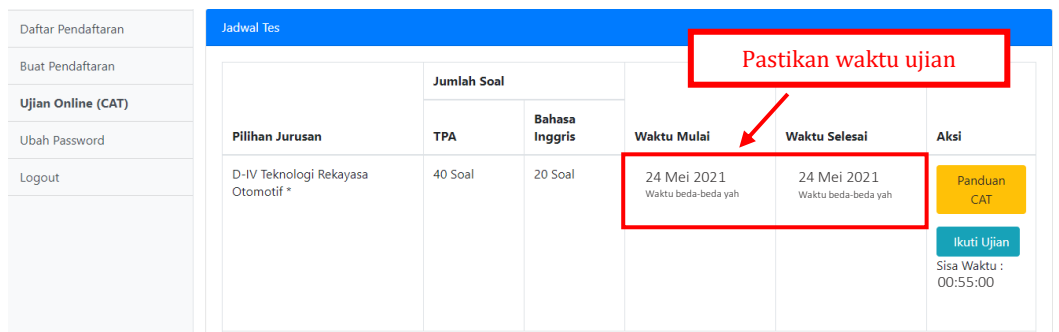 Daftar Pendaftaran
Buat Pendaftaran
Ujian Online (CAT)
Ubah Password
Logout
Jadwal Tes
Pastikan waktu ujian
Jumlah Soal
Pilihan Jurusan
TPA
Bahasa
Inggris
Waktu Mulai
Waktu Selesai
Aksi
D-IV Teknologi Rekayasa
Otomotif *
40 Soal
20 Soal
24 Mei 2021
Waktu beda-beda yah
24 Mei 2021
Waktu beda-beda yah
Panduan
CAT
Ikuti Ujian
Sisa Waktu :
00:55:00